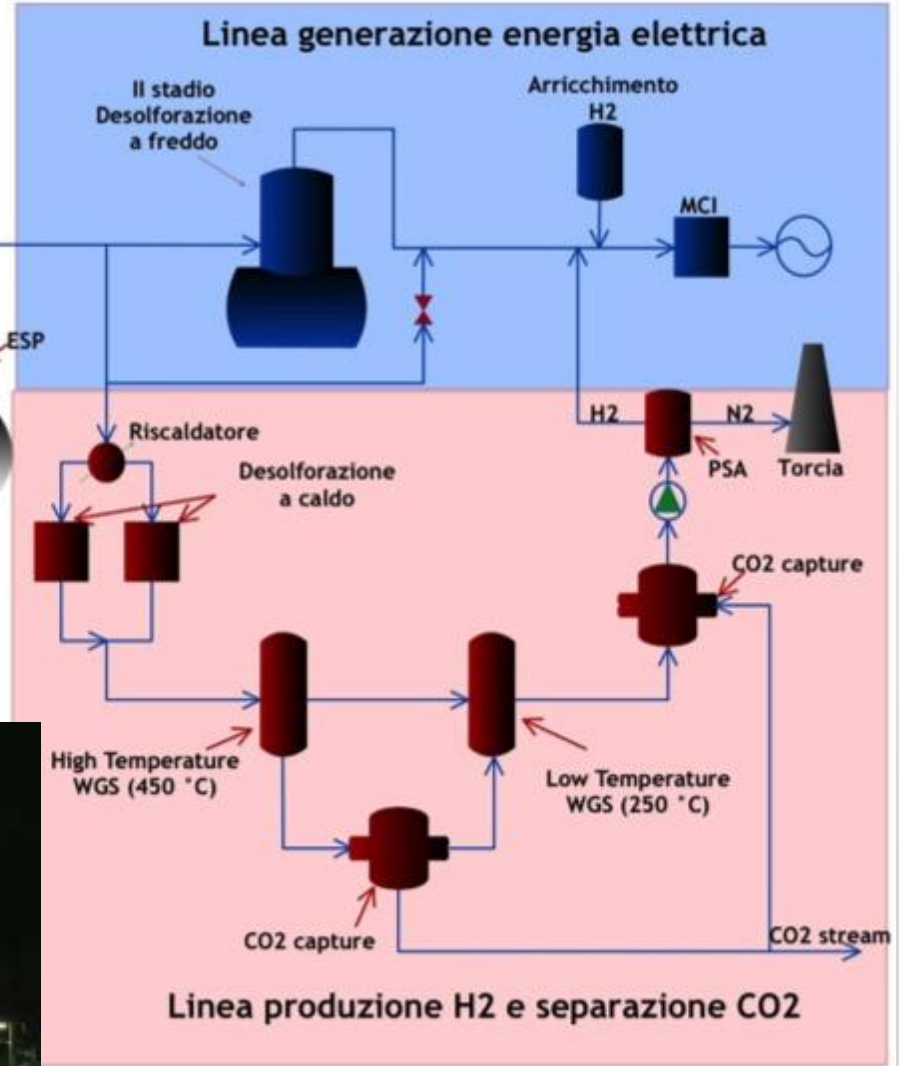 Linea generazione energia elettrica
II stadio
Desolforazione
a freddo
Arricchimento
H2
MCI
ESP
Riscaldatore
Desolforazione
a caldo
H2
N2
PSA
Torcia
CO2 capture
High Temperature
WGS (450 °C)
Low Temperature
WGS (250 °C)
CO2 capture
CO2 stream
Linea produzione H2 e separazione CO2